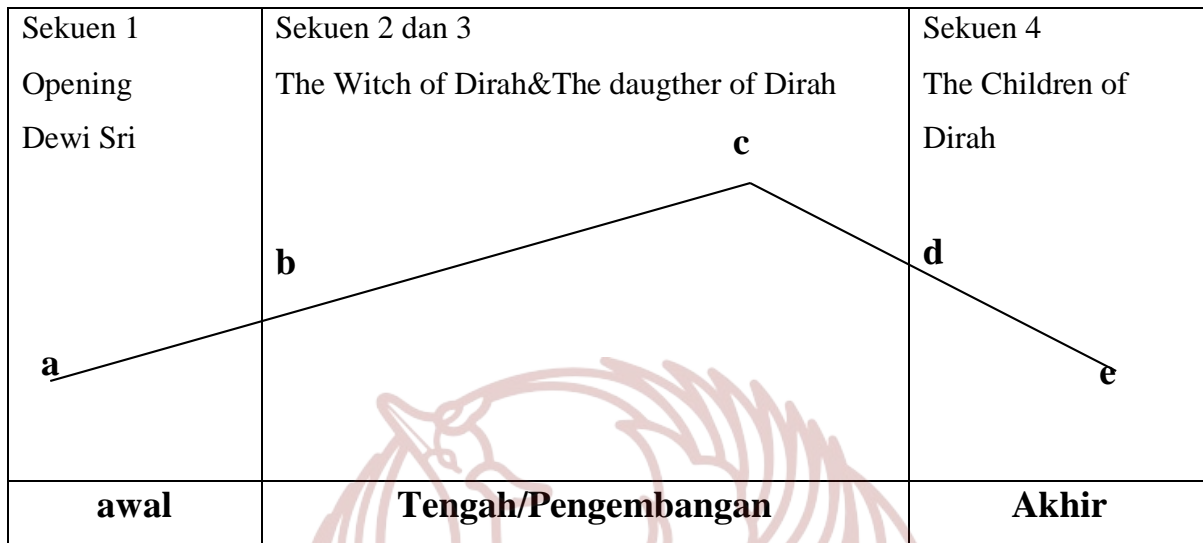 Sekuen 1
Opening
Dewi Sri
Sekuen 2 dan 3
The Witch of Dirah&The daugther of Dirah
Sekuen 4
The Children of
Dirah
c
b
d
a
e
awal
Tengah/Pengembangan
Akhir